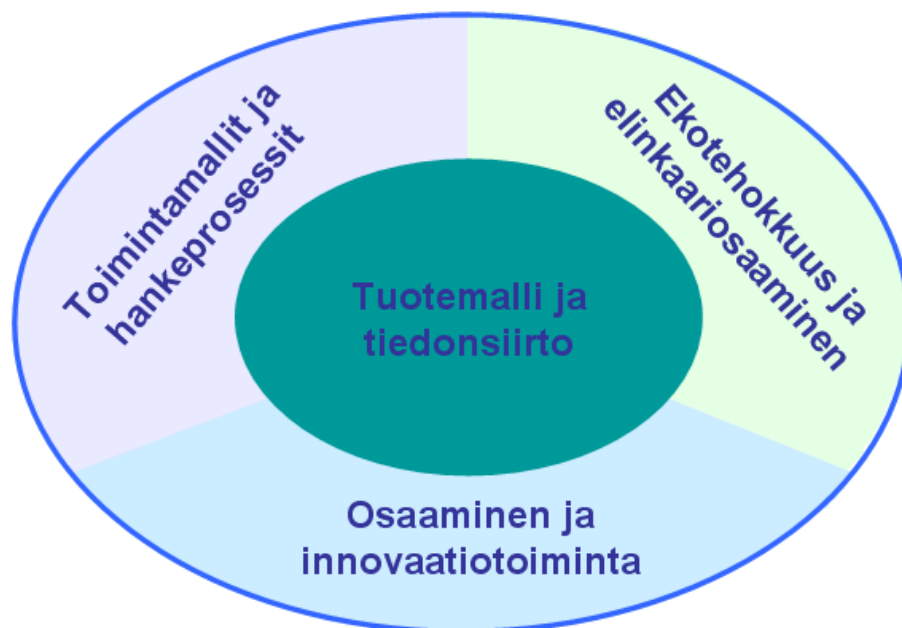 Toimintamallit ja
hankeprosessit
Ekotehokkuus ja
elinkaariosaaminen
Tuotemalli ja
tiedonsiirto
Osaaminen ja
innovaatiotoiminta